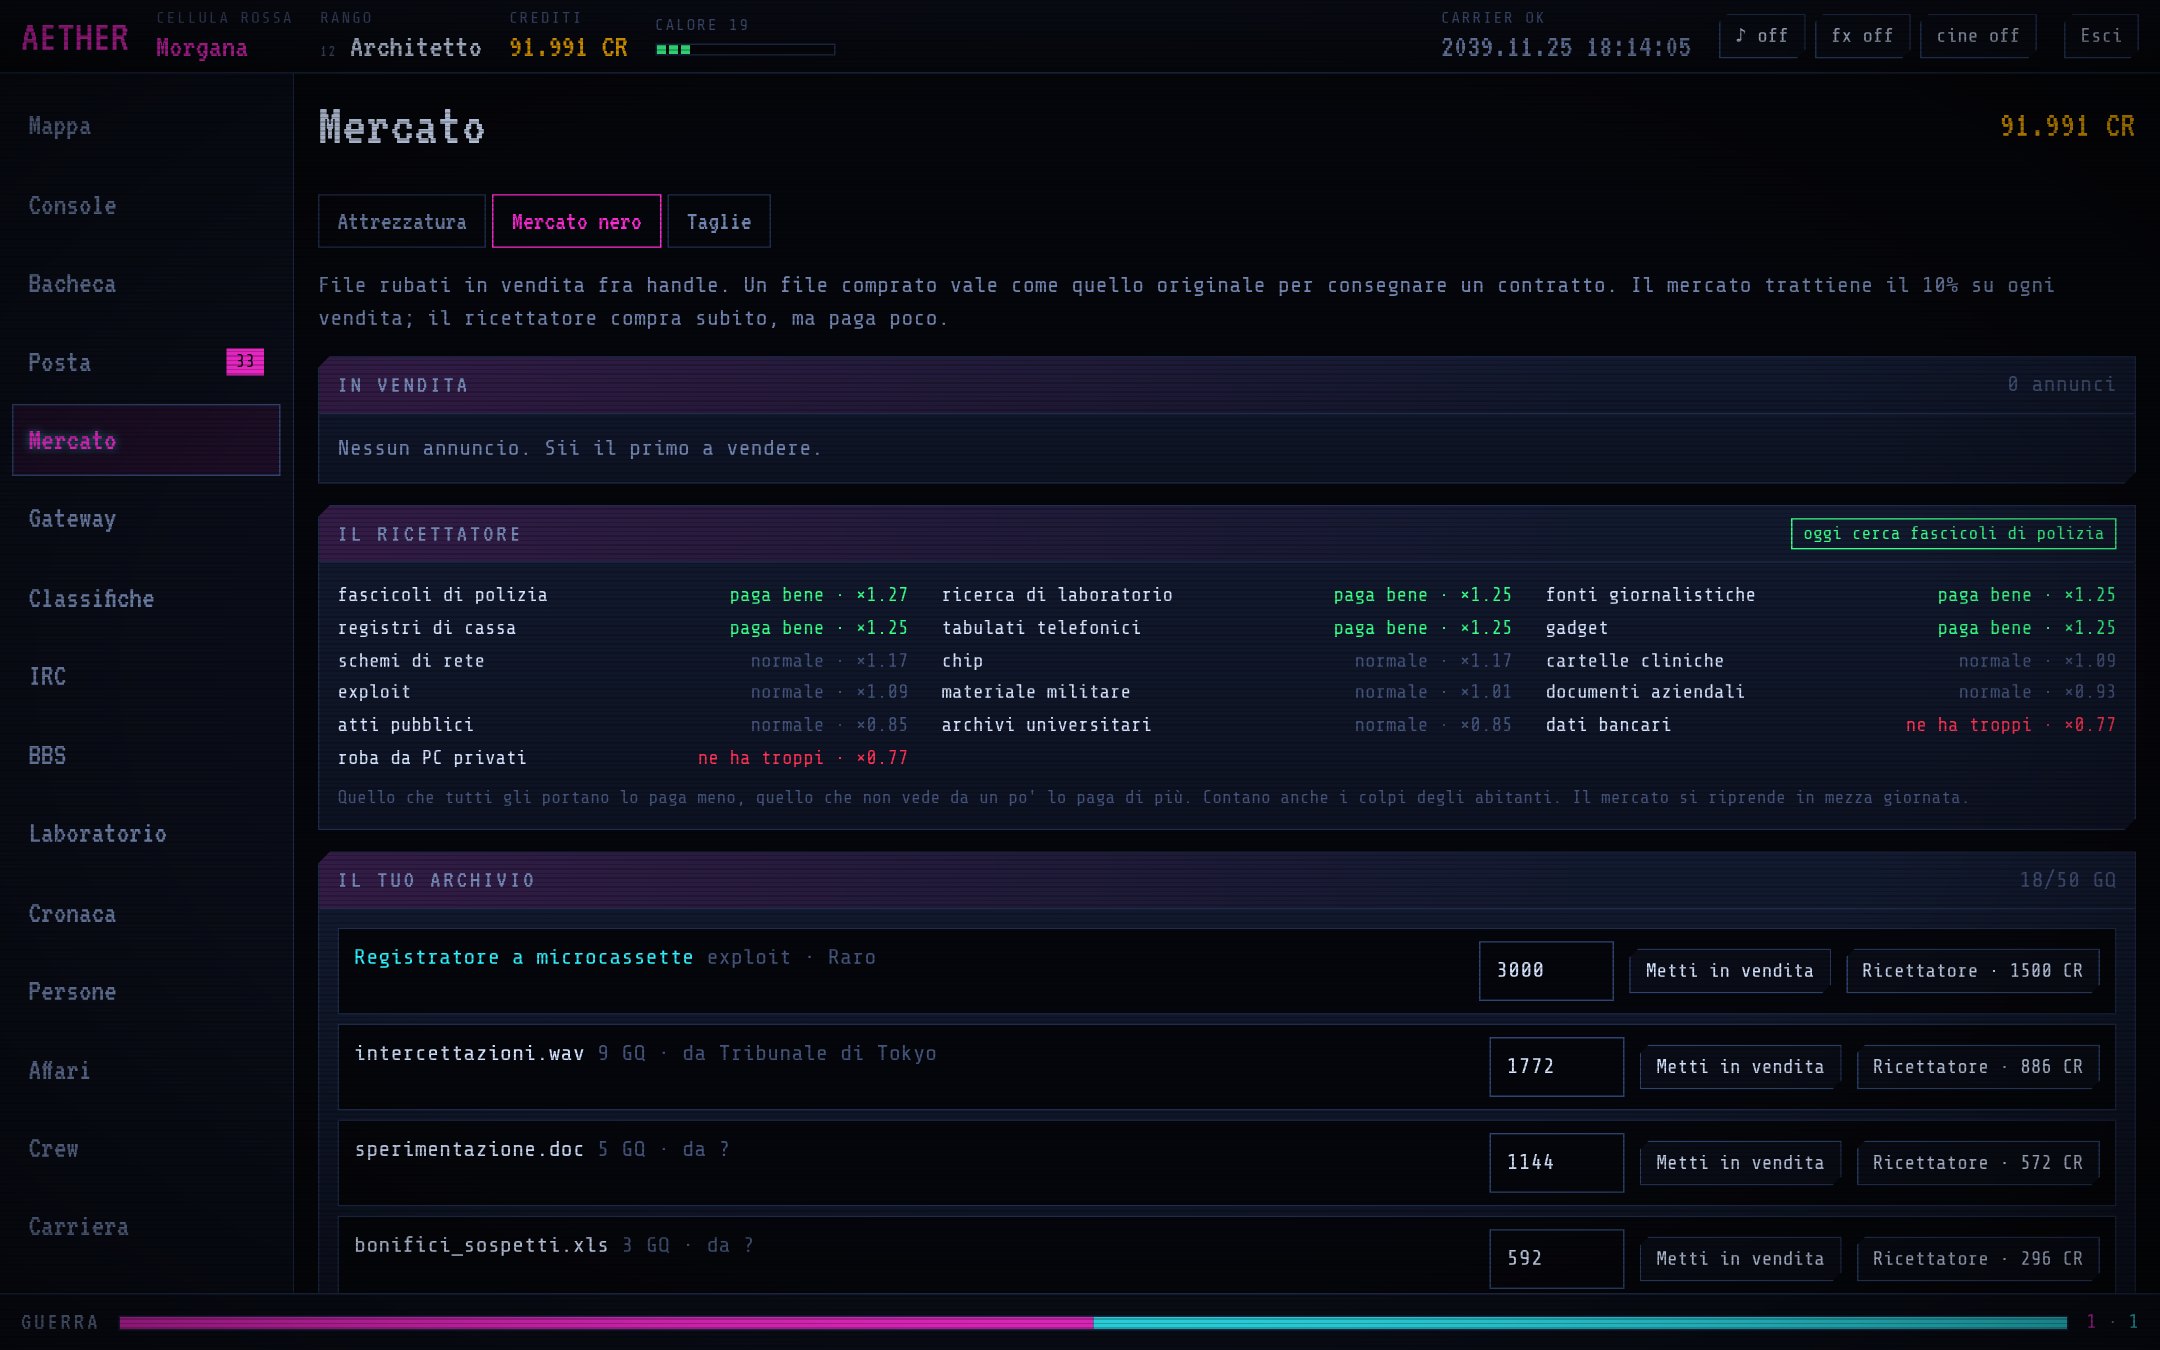 AETHER
CELLULA ROSSA
Morgana
RANGO
12 Architetto
CREDITI
91.991 CR
CALORE 19
CARRIER OK
2039.11.25 18:14:05
♪ off
fx off
cine off
Esci
Mappa
Console
Bacheca
Posta 33
Mercato
Gateway
Classifiche
IRC
BBS
Laboratorio
Cronaca
Persone
Affari
Crew
Carriera
Mercato
91.991 CR
Attrezzatura
Mercato nero
Taglie
File rubati in vendita fra handle. Un file comprato vale come quello originale per consegnare un contratto. Il mercato trattiene il 10% su ogni
vendita; il ricettatore compra subito, ma paga poco.
IN VENDITA
0 annunci
Nessun annuncio. Sii il primo a vendere.
IL RICETTATORE
oggi cerca fascicoli di polizia
fascicoli di polizia paga bene · ×1.27 ricerca di laboratorio paga bene · ×1.25 fonti giornalistiche paga bene · ×1.25
registri di cassa paga bene · ×1.25 tabulati telefonici paga bene · ×1.25 gadget paga bene · ×1.25
schemi di rete normale · ×1.17 chip normale · ×1.17 cartelle cliniche normale · ×1.09
exploit normale · ×1.09 materiale militare normale · ×1.01 documenti aziendali normale · ×0.93
atti pubblici normale · ×0.85 archivi universitari normale · ×0.85 dati bancari ne ha troppi · ×0.77
roba da PC privati ne ha troppi · ×0.77
Quello che tutti gli portano lo paga meno, quello che non vede da un po' lo paga di più. Contano anche i colpi degli abitanti. Il mercato si riprende in mezza giornata.
IL TUO ARCHIVIO
18/50 GQ
Registratore a microcassette exploit · Raro 3000 Metti in vendita Ricettatore · 1500 CR
intercettazioni.wav 9 GQ · da Tribunale di Tokyo 1772 Metti in vendita Ricettatore · 886 CR
sperimentazione.doc 5 GQ · da ? 1144 Metti in vendita Ricettatore · 572 CR
bonifici_sospetti.xls 3 GQ · da ? 592 Metti in vendita Ricettatore · 296 CR
GUERRA
1 · 1